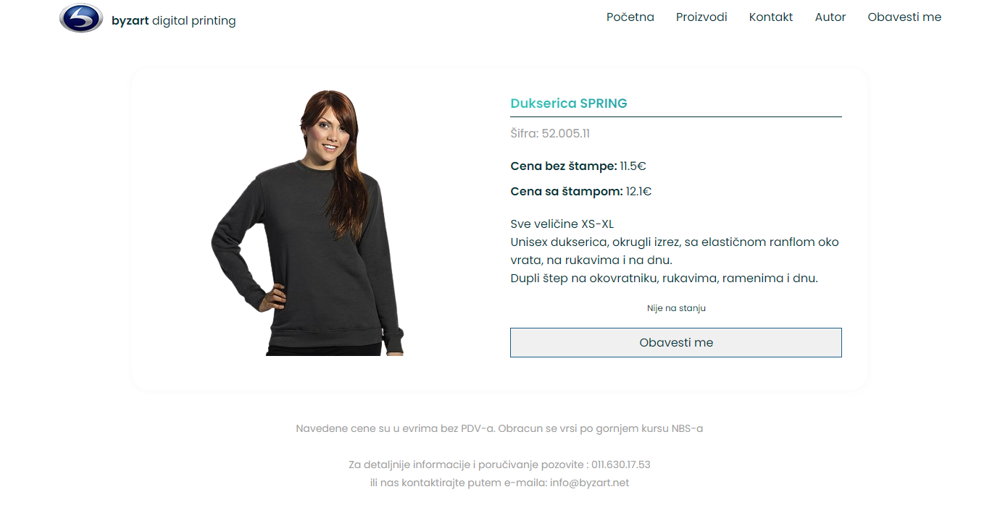 byzart digital printing
Početna Proizvodi Kontakt Autor Obavesti me
Dukserica SPRING
Šifra: 52.005.11
Cena bez štampe: 11.5€
Cena sa štampom: 12.1€
Sve veličine XS-XL
Unisex dukserica, okrugli izrez, sa elastičnom ranflom oko
vrata, na rukavima i na dnu.
Dupli štep na okovratniku, rukavima, ramenima i dnu.
Nije na stanju
Obavesti me
Navedene cene su u evrima bez PDV-a. Obracun se vrsi po gornjem kursu NBS-a
Za detaljnije informacije i poručivanje pozovite : 011.630.17.53
ili nas kontaktirajte putem e-maila: info@byzart.net